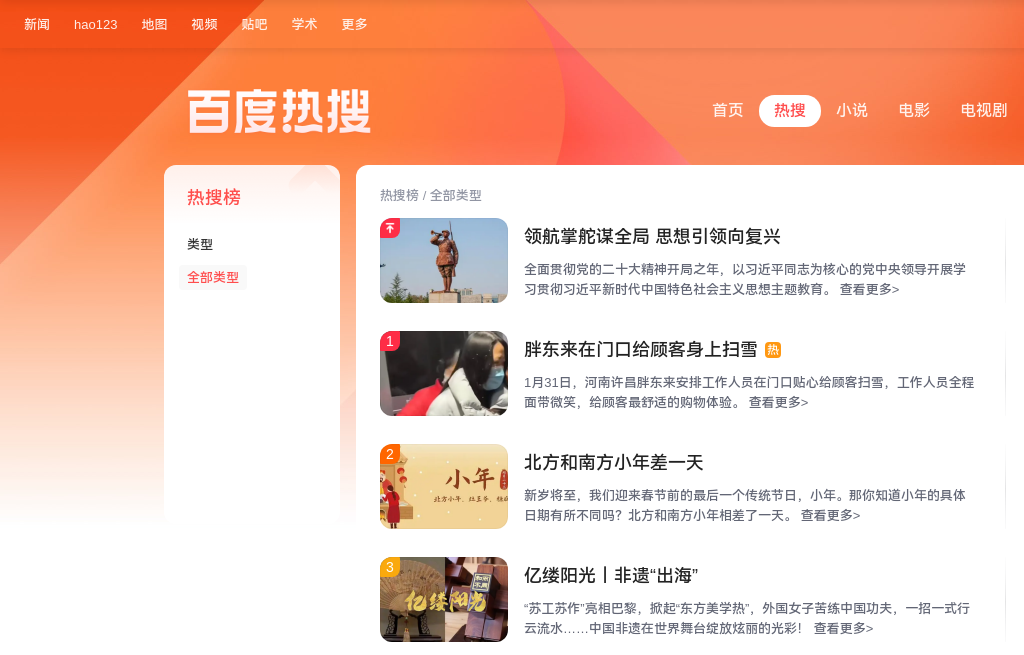 新闻 hao123 地图 视频 贴吧 学术 更多
百度热搜
首页 热搜 小说 电影 电视剧
热搜榜
类型
全部类型
热搜榜 / 全部类型
领航掌舵谋全局 思想引领向复兴
全面贯彻党的二十大精神开局之年，以习近平同志为核心的党中央领导开展学
习贯彻习近平新时代中国特色社会主义思想主题教育。 查看更多>
1
胖东来在门口给顾客身上扫雪 热
1月31日，河南许昌胖东来安排工作人员在门口贴心给顾客扫雪，工作人员全程
面带微笑，给顾客最舒适的购物体验。 查看更多>
2
小年
北方和南方小年差一天
新岁将至，我们迎来春节前的最后一个传统节日，小年。那你知道小年的具体
日期有所不同吗？北方和南方小年相差了一天。 查看更多>
3
亿缕阳光
亿缕阳光丨非遗“出海”
“苏工苏作”亮相巴黎，掀起“东方美学热”，外国女子苦练中国功夫，一招一式行
云流水……中国非遗在世界舞台绽放炫丽的光彩！ 查看更多>